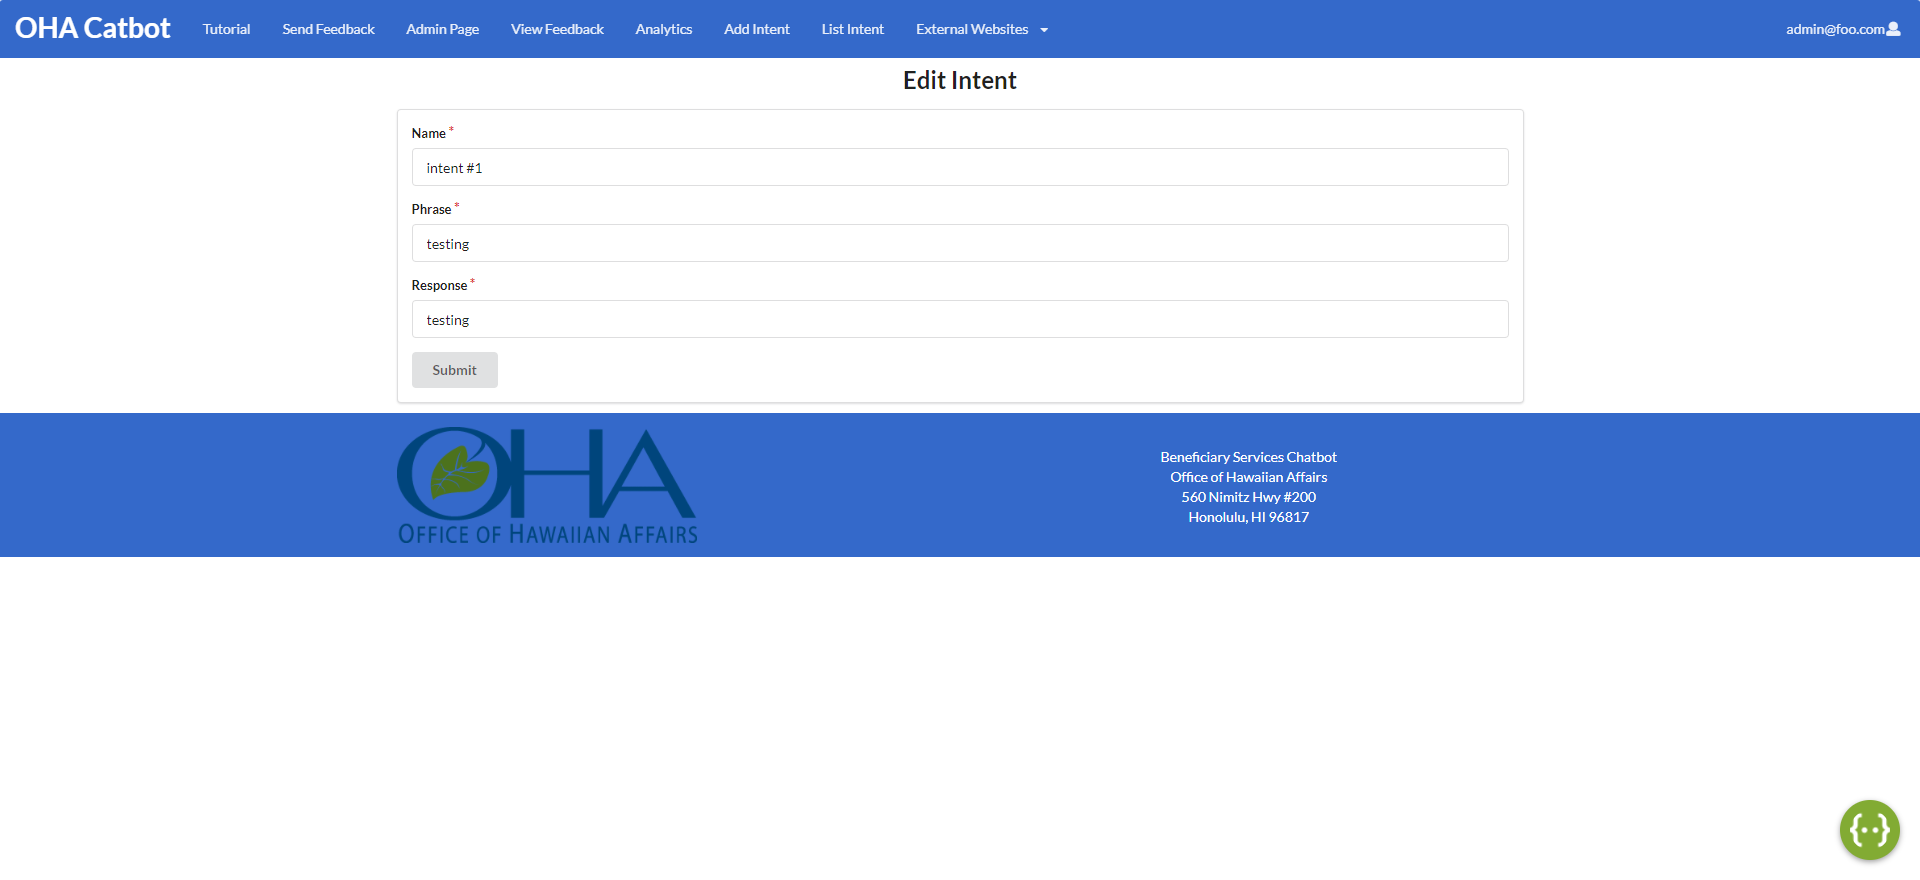 OHA Catbot Tutorial Send Feedback Admin Page View Feedback Analytics Add Intent List Intent External Websites admin@foo.com
Edit Intent
Name *
intent #1
Phrase *
testing
Response *
testing
Submit
OHA
OFFICE OF HAWAIIAN AFFAIRS
Beneficiary Services Chatbot
Office of Hawaiian Affairs
560 Nimitz Hwy #200
Honolulu, HI 96817